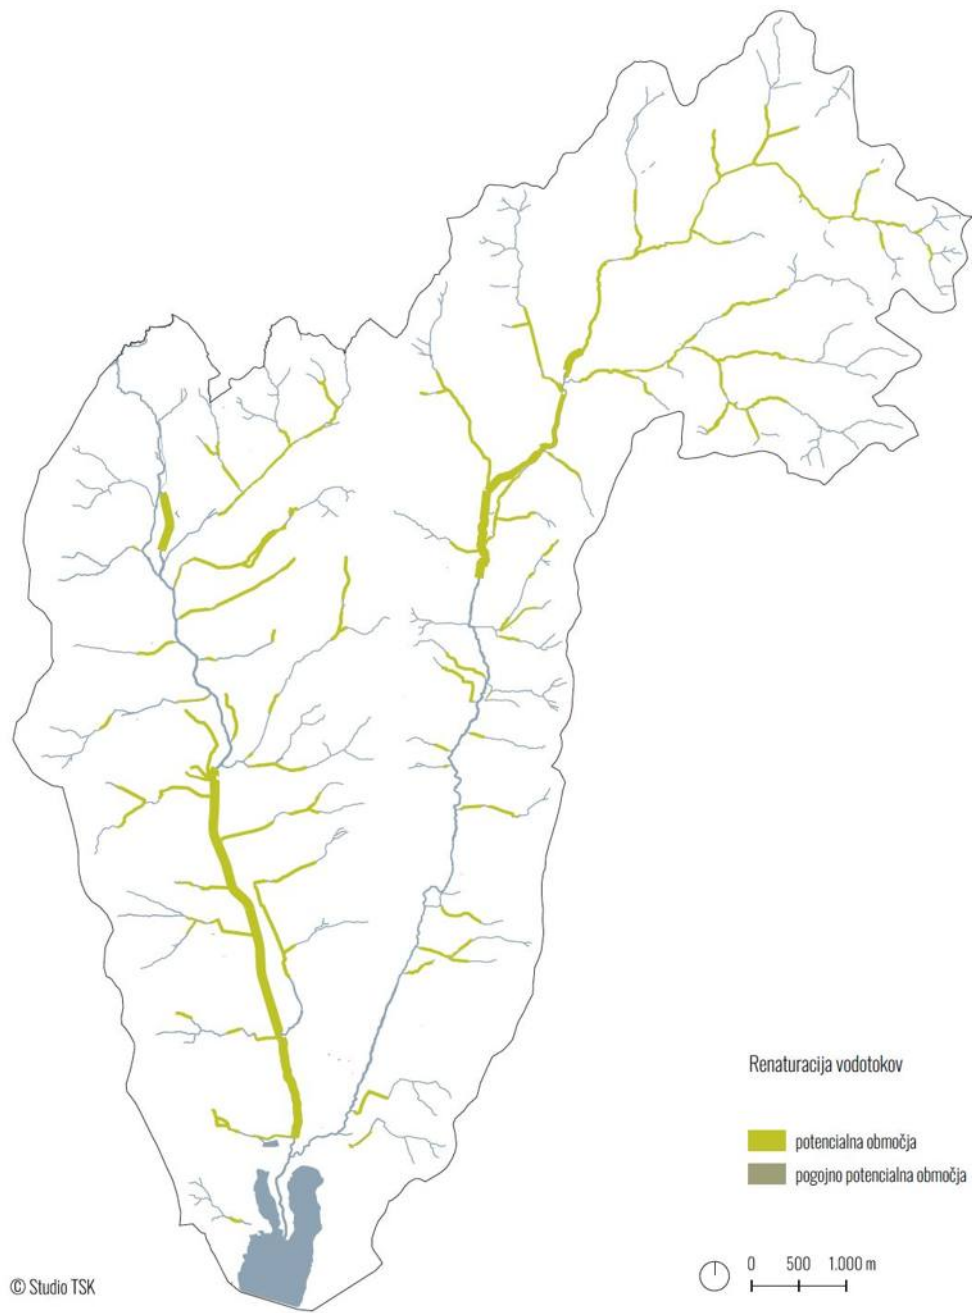 Renaturacija vodotokov
potencialna območja
pogojno potencialna območja
0 500 1.000 m
© Studio TSK